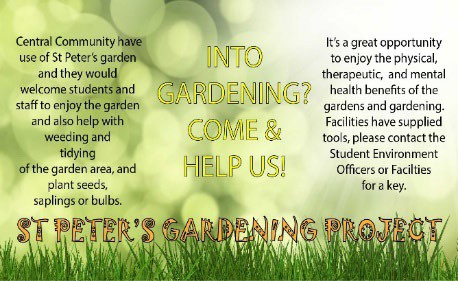 Central Community have
use of St Peter's garden
and they would
welcome students and
staff to enjoy the garden
and also help with
weeding and
tidying
of the garden area, and
plant seeds,
saplings or bulbs.
INTO
GARDENING?
COME &
HELP US!
It's a great opportunity
to enjoy the physical,
therapeutic, and mental
health benefits of the
gardens and gardening.
Facilities have supplied
tools, please contact the
Student Environment
Officers or Facilties
for a key.
ST PETER'S GARDENING PROJECT